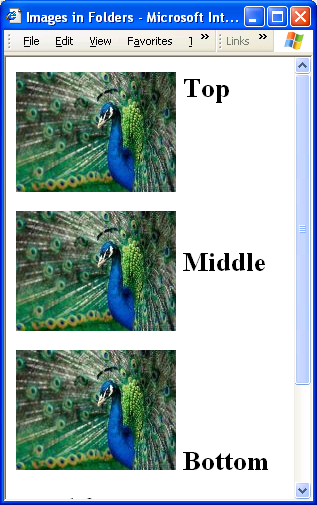 Images in Folders - Microsoft Int...
File Edit View Favorites » Links »
Top
Middle
Bottom